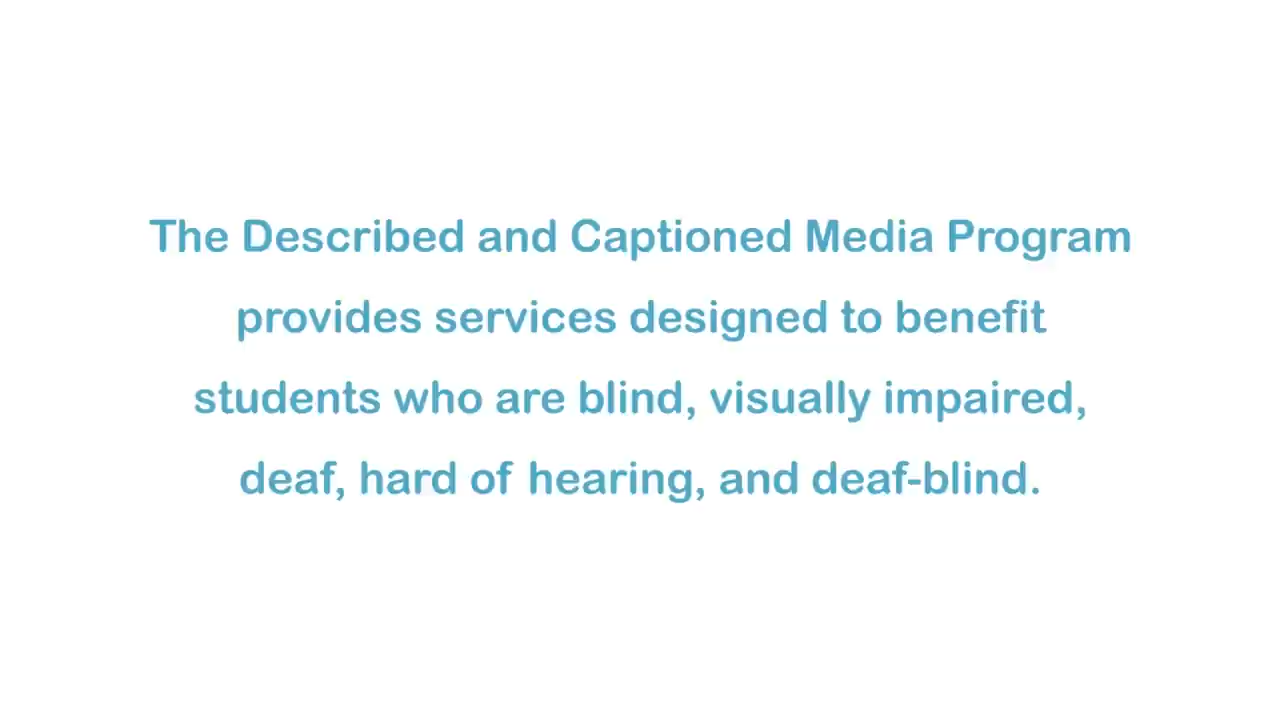 The Described and Captioned Media Program
provides services designed to benefit
students who are blind, visually impaired,
deaf, hard of hearing, and deaf-blind.